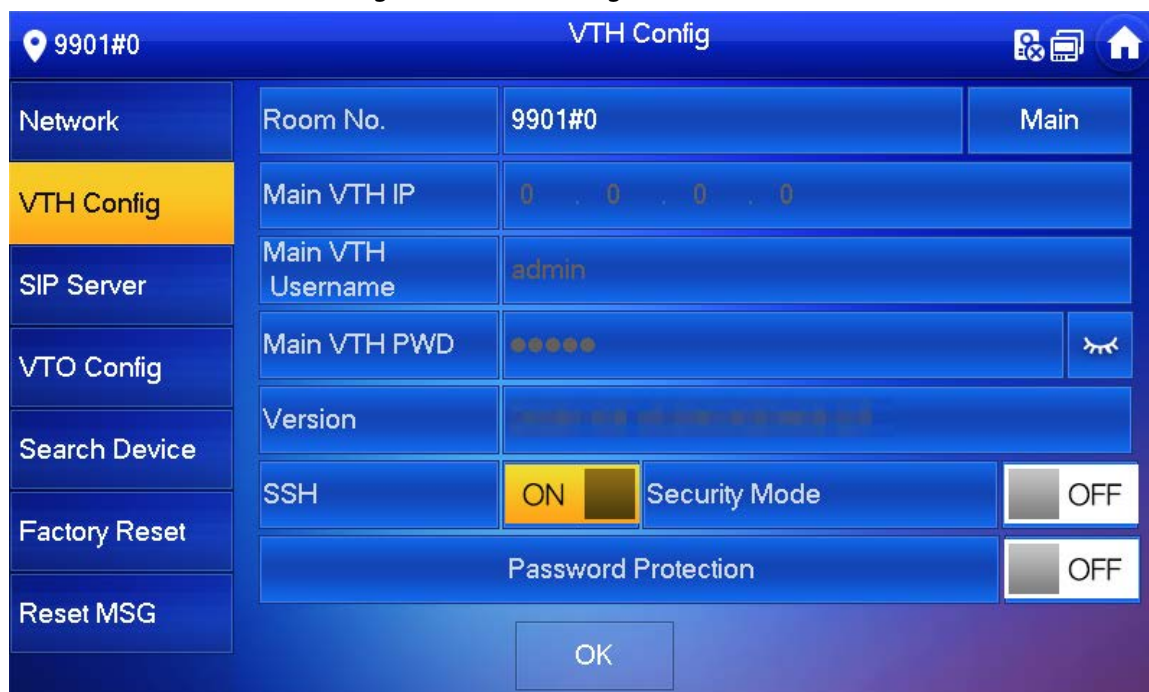 9901#0
VTH Config
Network
VTH Config
SIP Server
VTO Config
Search Device
Factory Reset
Reset MSG
Room No. 9901#0 Main
Main VTH IP 0 . 0 . 0 . 0
Main VTH
Username
admin
Main VTH PWD
Version
SSH ON Security Mode OFF
Password Protection OFF
OK